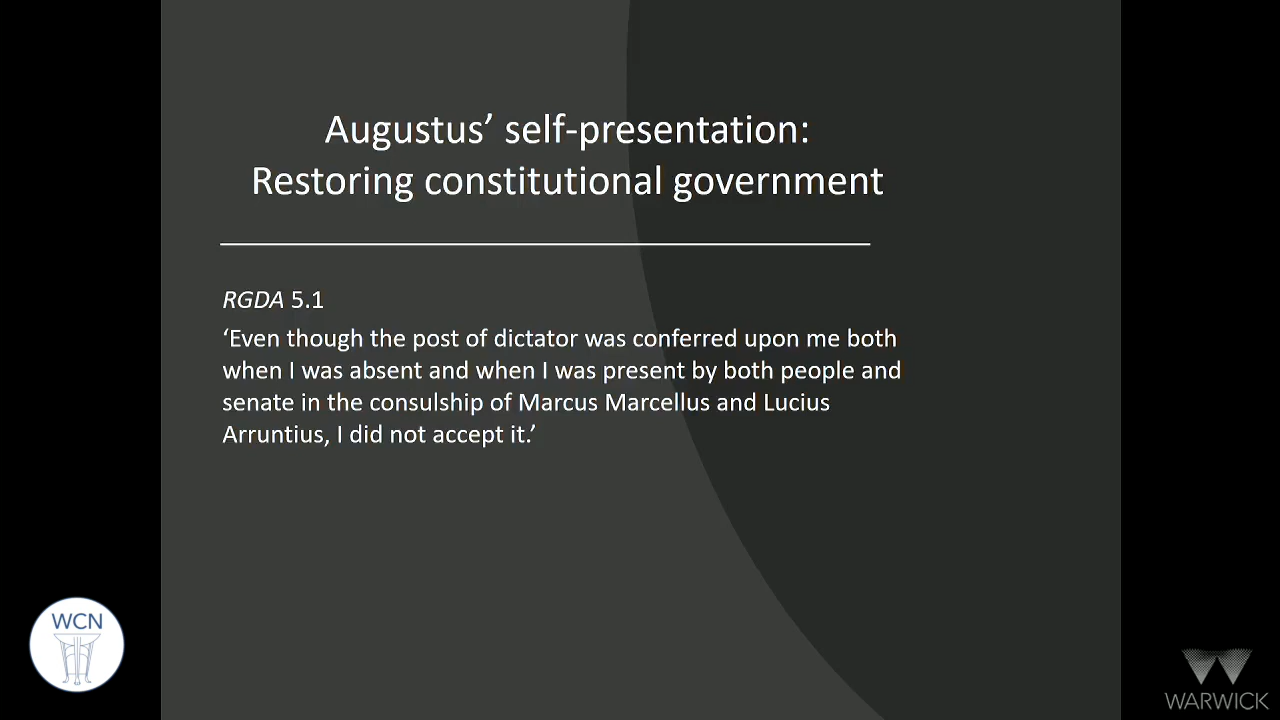 Augustus’ self-presentation:
Restoring constitutional government
RGDA 5.1
‘Even though the post of dictator was conferred upon me both
when I was absent and when I was present by both people and
senate in the consulship of Marcus Marcellus and Lucius
Arruntius, I did not accept it.’
WCN
WARWICK